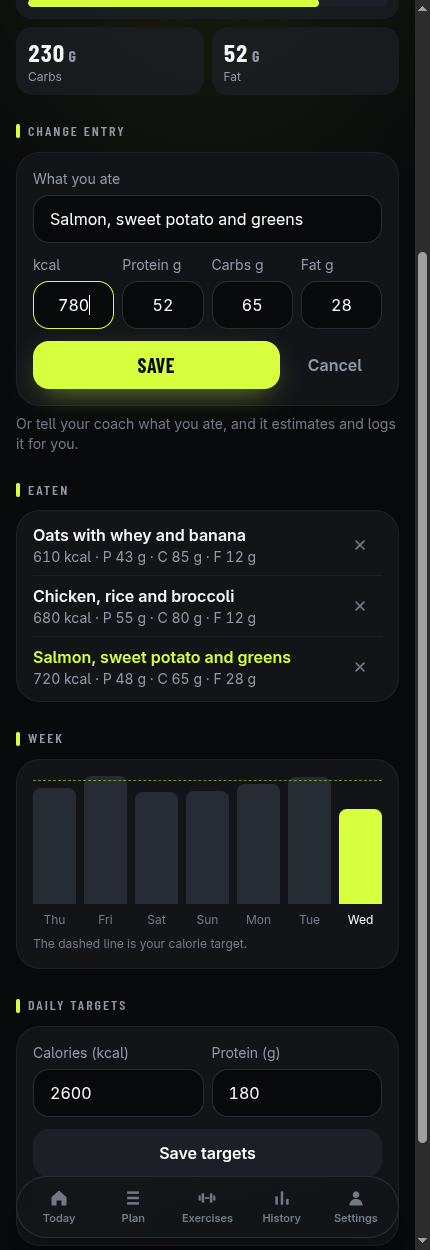 230 G
Carbs
52 G
Fat
CHANGE ENTRY
What you ate
Salmon, sweet potato and greens
kcal Protein g Carbs g Fat g
780 52 65 28
SAVE Cancel
Or tell your coach what you ate, and it estimates and logs
it for you.
EATEN
Oats with whey and banana
610 kcal · P 43 g · C 85 g · F 12 g
Chicken, rice and broccoli
680 kcal · P 55 g · C 80 g · F 12 g
Salmon, sweet potato and greens
720 kcal · P 48 g · C 65 g · F 28 g
WEEK
Thu Fri Sat Sun Mon Tue Wed
The dashed line is your calorie target.
DAILY TARGETS
Calories (kcal) Protein (g)
2600 180
Save targets
Today Plan Exercises History Settings